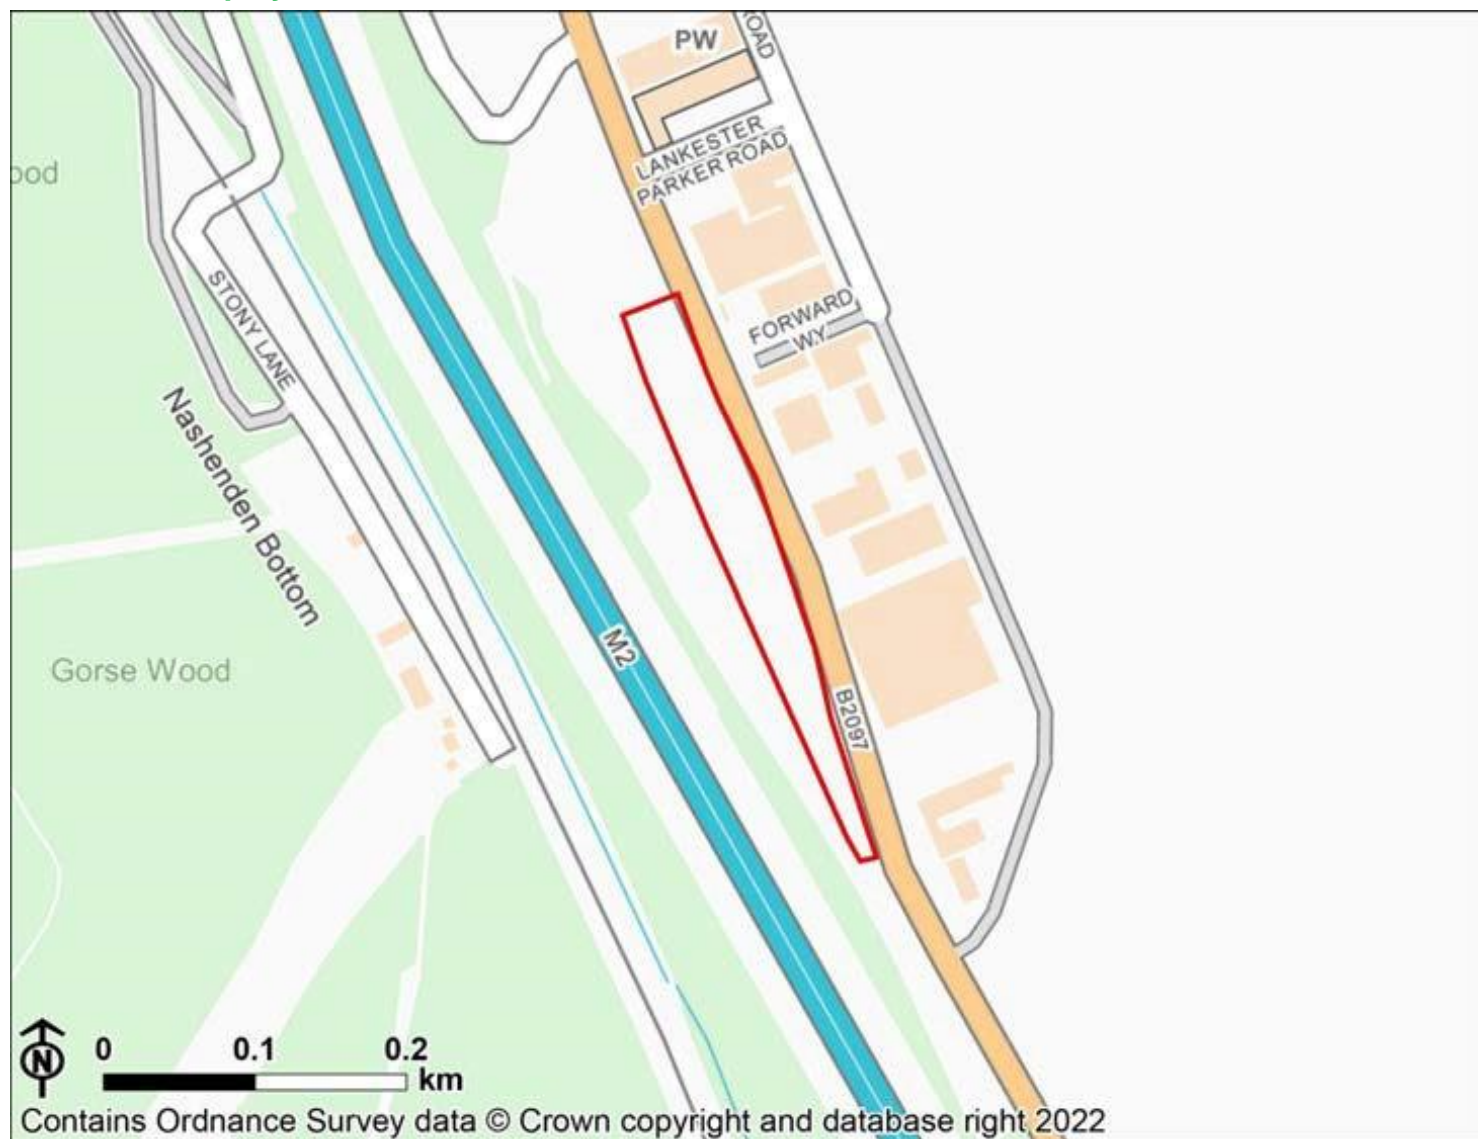 PW
ROAD
LANKESTER
PARKER ROAD
ood
STONY LANE
FORWARD
WY
Nashenden Bottom
M2
Gorse Wood
B2097
N
0 0.1 0.2
km
Contains Ordnance Survey data © Crown copyright and database right 2022